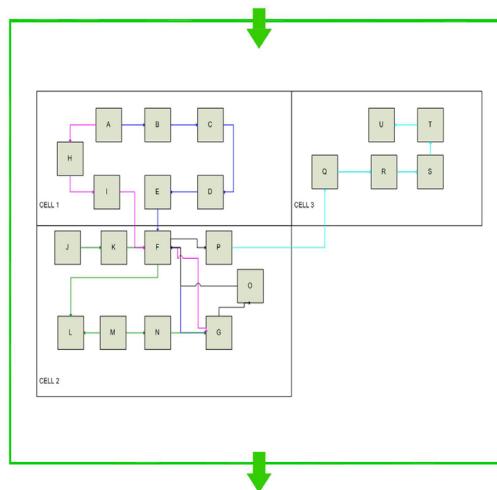 A B C
U T
H
Q R S
I E D
CELL 1
CELL 3
J K F P
O
L M N G
CELL 2